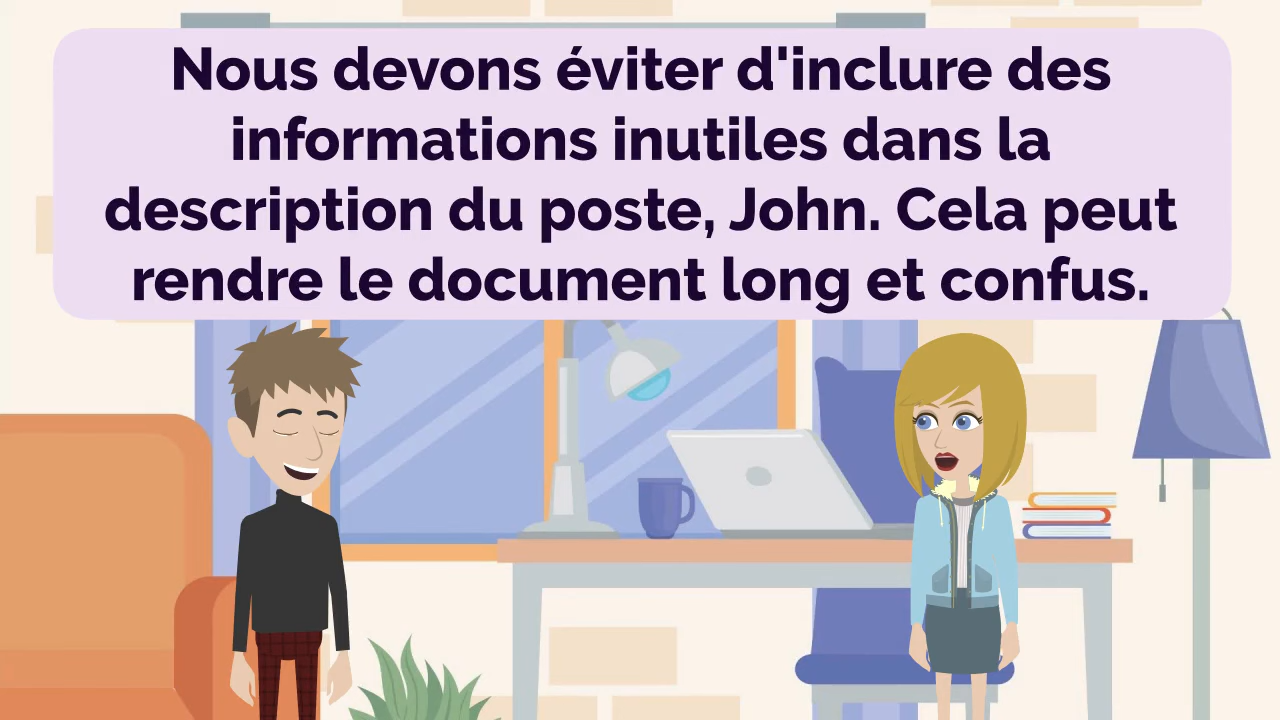 Nous devons éviter d'inclure des
informations inutiles dans la
description du poste, John. Cela peut
rendre le document long et confus.